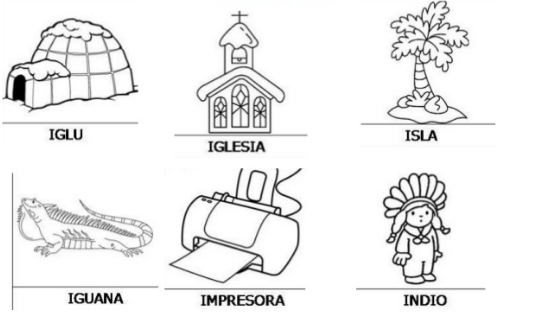 IGLU
IGLESIA
ISLA
IGUANA
IMPRESORA
INDIO